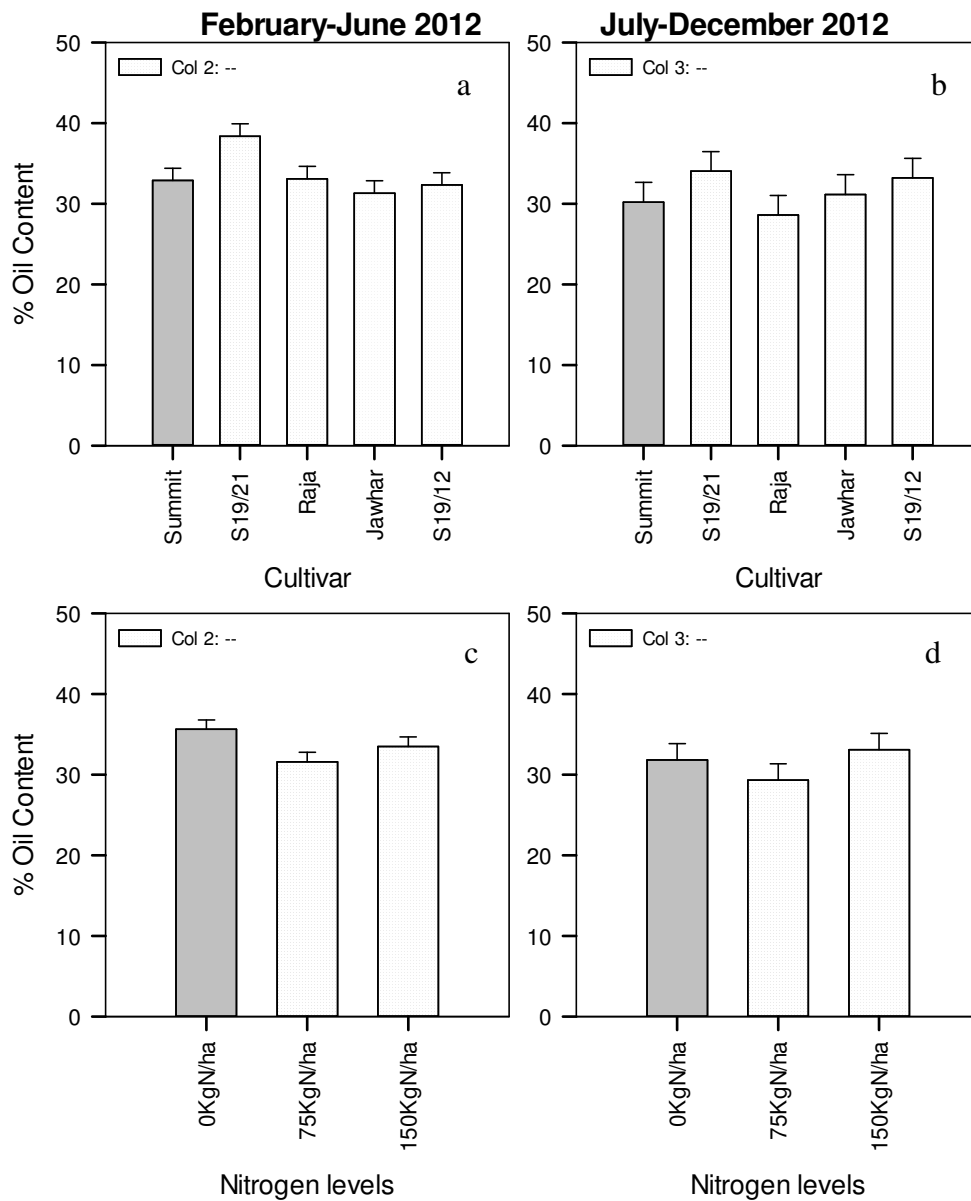 February-June 2012
July-December 2012
50
40
30
20
10
0
% Oil Content
Col 2: --
a
Summit
S19/21
Raja
Jawhar
S19/12
Cultivar
50
40
30
20
10
0
Col 3: --
b
Summit
S19/21
Raja
Jawhar
S19/12
Cultivar
50
40
30
20
10
0
% Oil Content
Col 2: --
c
0KgN/ha
75KgN/ha
150KgN/ha
Nitrogen levels
50
40
30
20
10
0
Col 3: --
d
0KgN/ha
75KgN/ha
150KgN/ha
Nitrogen levels